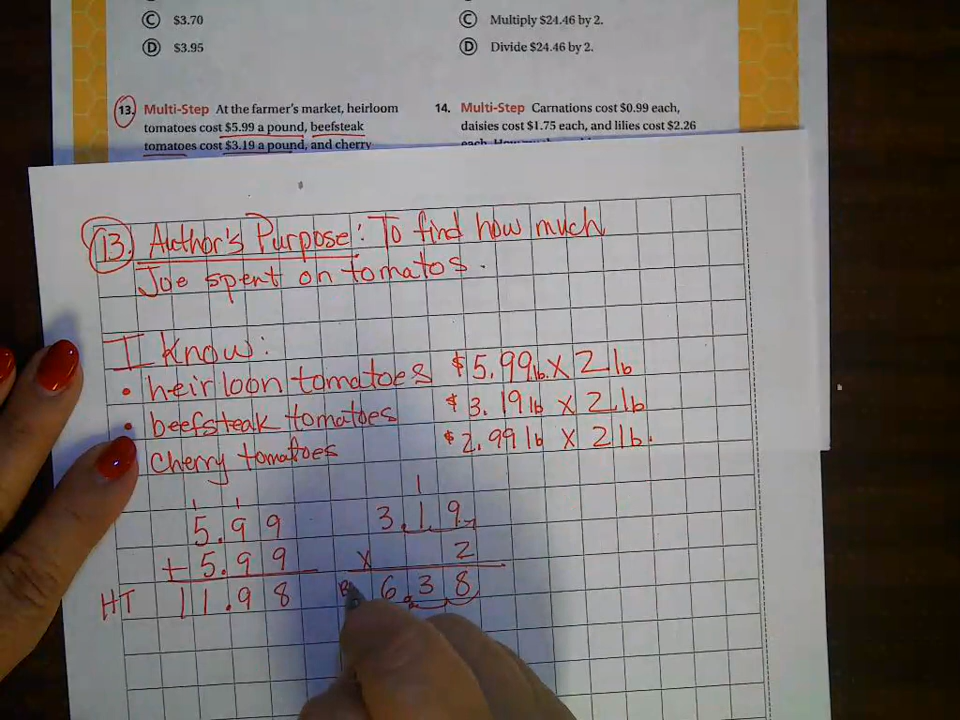 Ⓒ $3.70
Ⓓ $3.95
Ⓒ Multiply $24.46 by 2.
Ⓓ Divide $24.46 by 2.
13. Multi-Step At the farmer's market, heirloom
tomatoes cost $5.99 a pound, beefsteak
tomatoes cost $3.19 a pound, and cherry
14. Multi-Step Carnations cost $0.99 each,
daisies cost $1.75 each, and lilies cost $2.26
13. Author's Purpose: To find how much
Joe spent on tomatos.
I know:
• heirloon tomatoes $5.99lb. x 2 lb
• beefsteak tomatoes $3.19 lb x 2 lb
cherry tomatoes $2.99 lb x 2 lb.
1 1
5.99
+ 5.99
HT 11.98
1
3.19
x 2
6.38